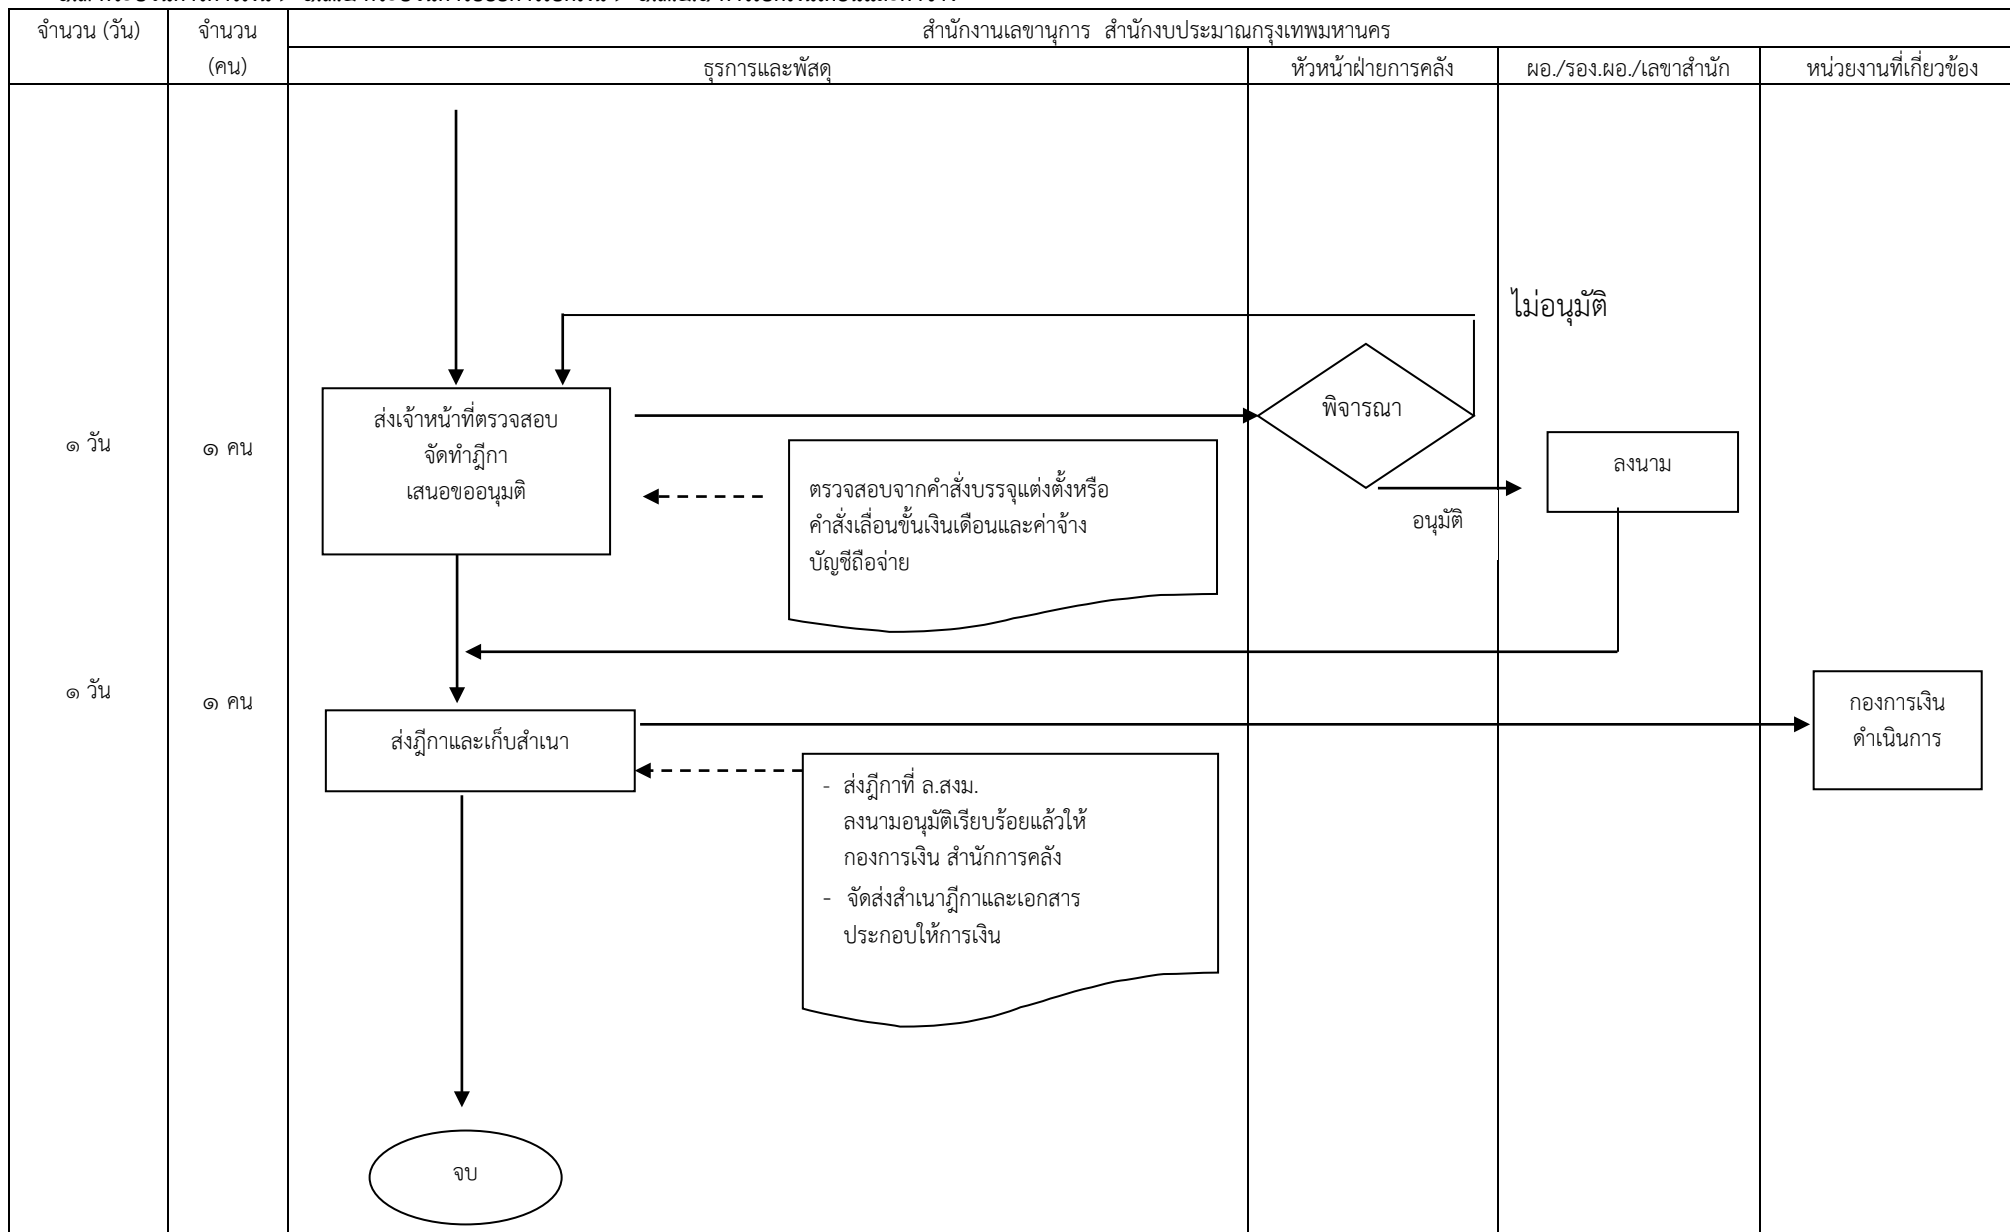 จำนวน (วัน)
จำนวน
(คน)
สำนักงานเลขานุการ สำนักงบประมาณกรุงเทพมหานคร
ธุรการและพัสดุ
หัวหน้าฝ่ายการคลัง
ผอ./รอง.ผอ./เลขาสำนัก
หน่วยงานที่เกี่ยวข้อง
ไม่อนุมัติ
๑ วัน
๑ คน
ส่งเจ้าหน้าที่ตรวจสอบ
จัดทำฎีกา
เสนอขออนุมติ
พิจารณา
อนุมัติ
ลงนาม
ตรวจสอบจากคำสั่งบรรจุแต่งตั้งหรือ
คำสั่งเลื่อนขั้นเงินเดือนและค่าจ้าง
บัญชีถือจ่าย
๑ วัน
๑ คน
ส่งฎีกาและเก็บสำเนา
กองการเงิน
ดำเนินการ
- ส่งฎีกาที่ ล.สงม.
ลงนามอนุมัติเรียบร้อยแล้วให้
กองการเงิน สำนักการคลัง
- จัดส่งสำเนาฎีกาและเอกสาร
ประกอบให้การเงิน
จบ